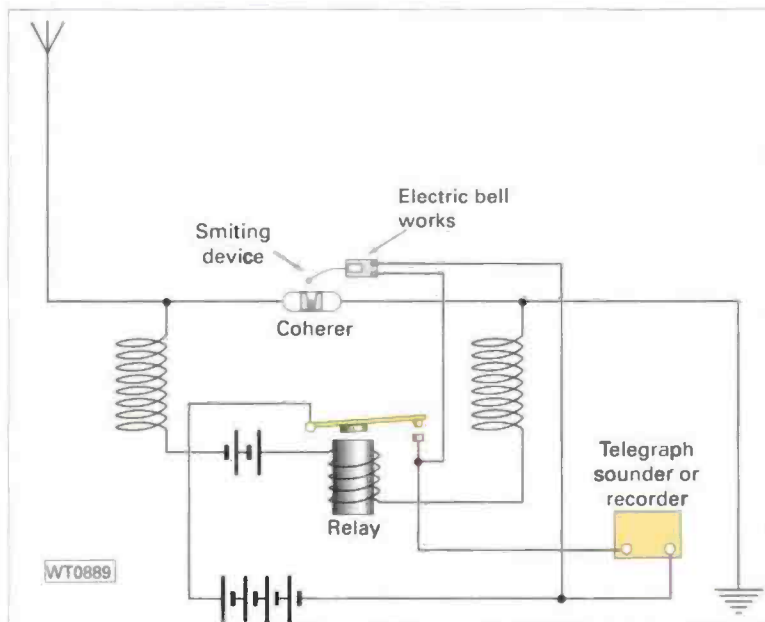 Electric bell
works
Smiting
device
Coherer
Telegraph
sounder or
recorder
Relay
WT0889